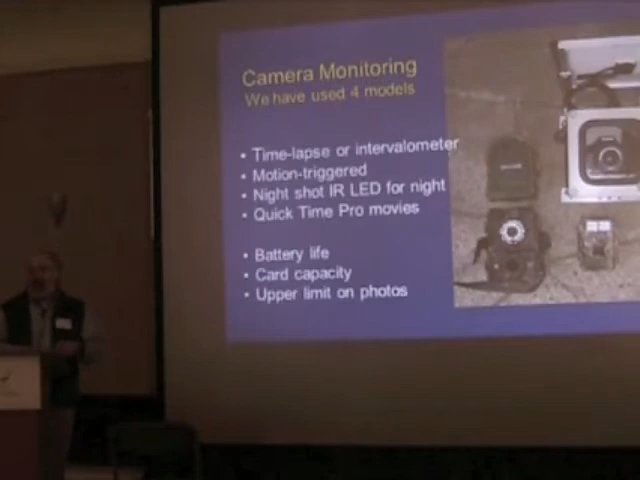 Camera Monitoring
We have used 4 models
• Time-lapse or intervalometer
• Motion-triggered
• Night shot IR LED for night
• Quick Time Pro movies
• Battery life
• Card capacity
• Upper limit on photos